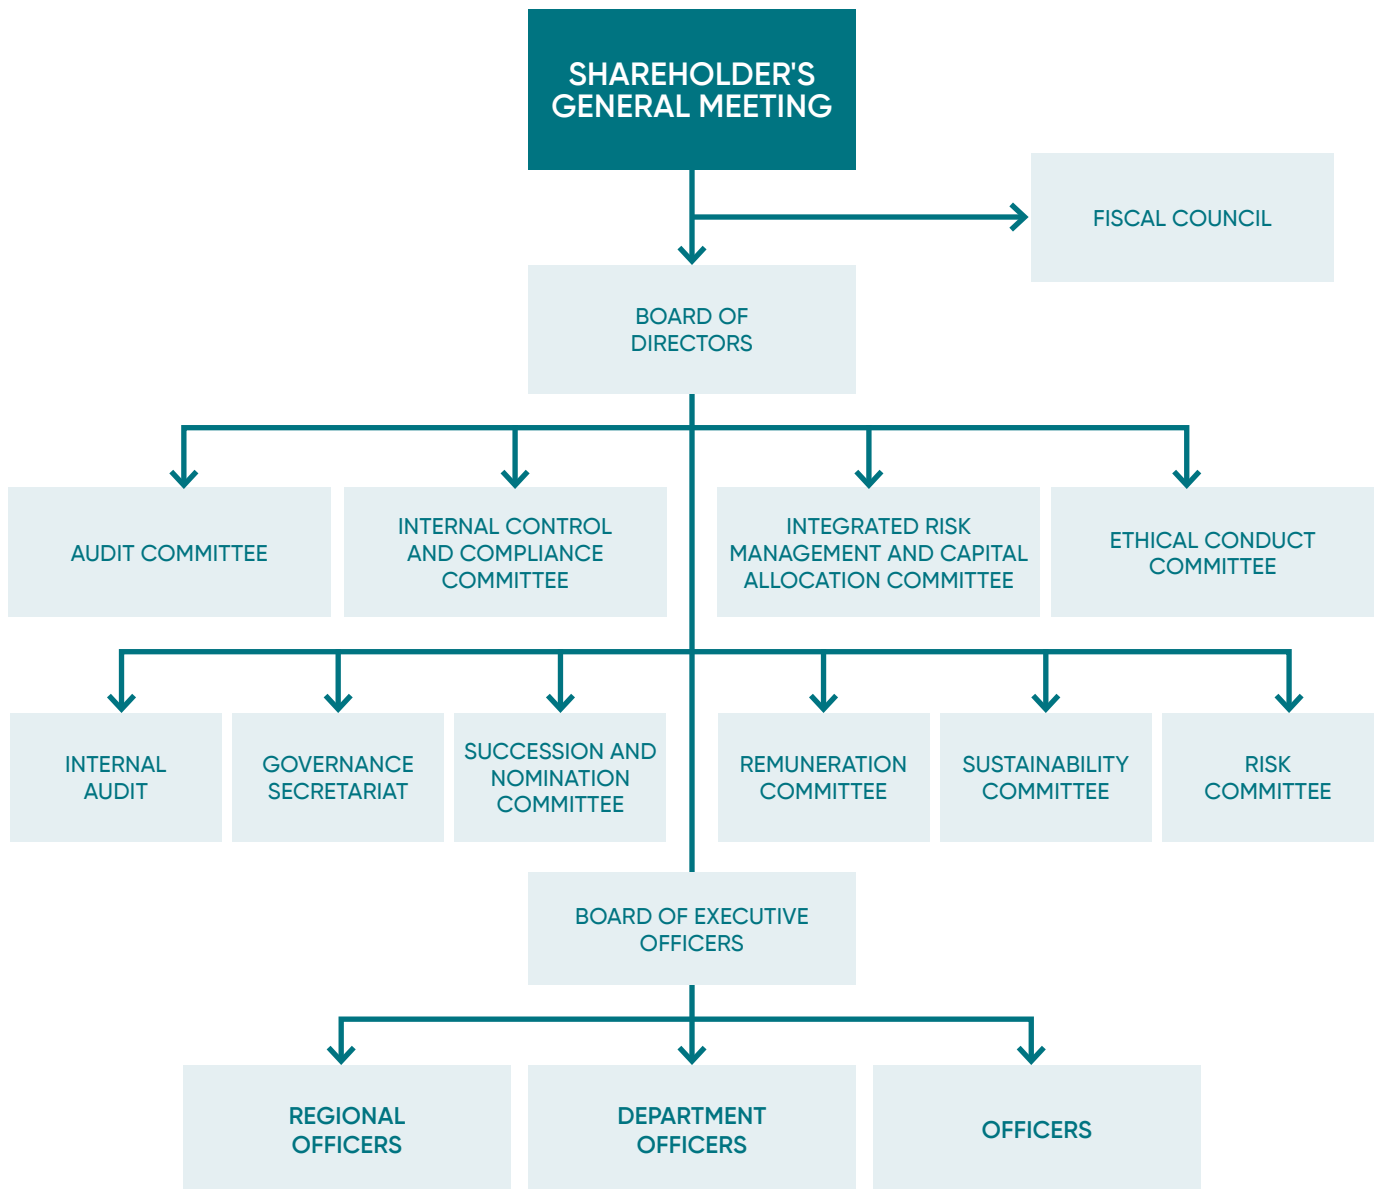 SHAREHOLDER'S
GENERAL MEETING
FISCAL COUNCIL
BOARD OF
DIRECTORS
AUDIT COMMITTEE
INTERNAL CONTROL
AND COMPLIANCE
COMMITTEE
INTEGRATED RISK
MANAGEMENT AND CAPITAL
ALLOCATION COMMITTEE
ETHICAL CONDUCT
COMMITTEE
INTERNAL
AUDIT
GOVERNANCE
SECRETARIAT
SUCCESSION AND
NOMINATION
COMMITTEE
REMUNERATION
COMMITTEE
SUSTAINABILITY
COMMITTEE
RISK
COMMITTEE
BOARD OF EXECUTIVE
OFFICERS
REGIONAL
OFFICERS
DEPARTMENT
OFFICERS
OFFICERS